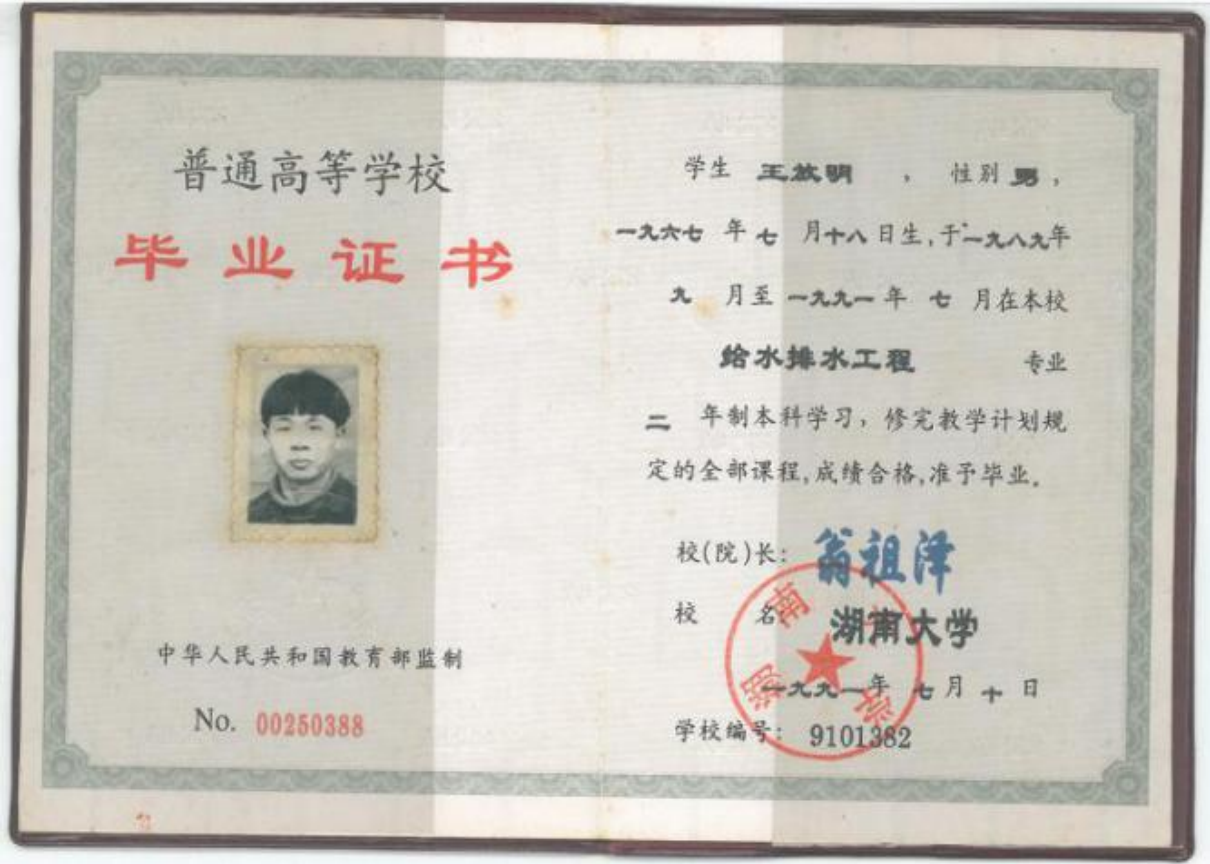 普通高等学校
毕业证书
中华人民共和国教育部监制
No. 00250388
学生 王放明 ， 性别 男，
一九六七 年 七 月十八日生，于一九八九年
九 月至 一九九一 年 七 月在本校
给水排水工程 专业
二 年制本科学习，修完教学计划规
定的全部课程，成绩合格，准予毕业。
校(院)长： 翁祖泽
校 名： 湖南大学
一九九一年 七月 十 日
学校编号： 9101382
湖南大学